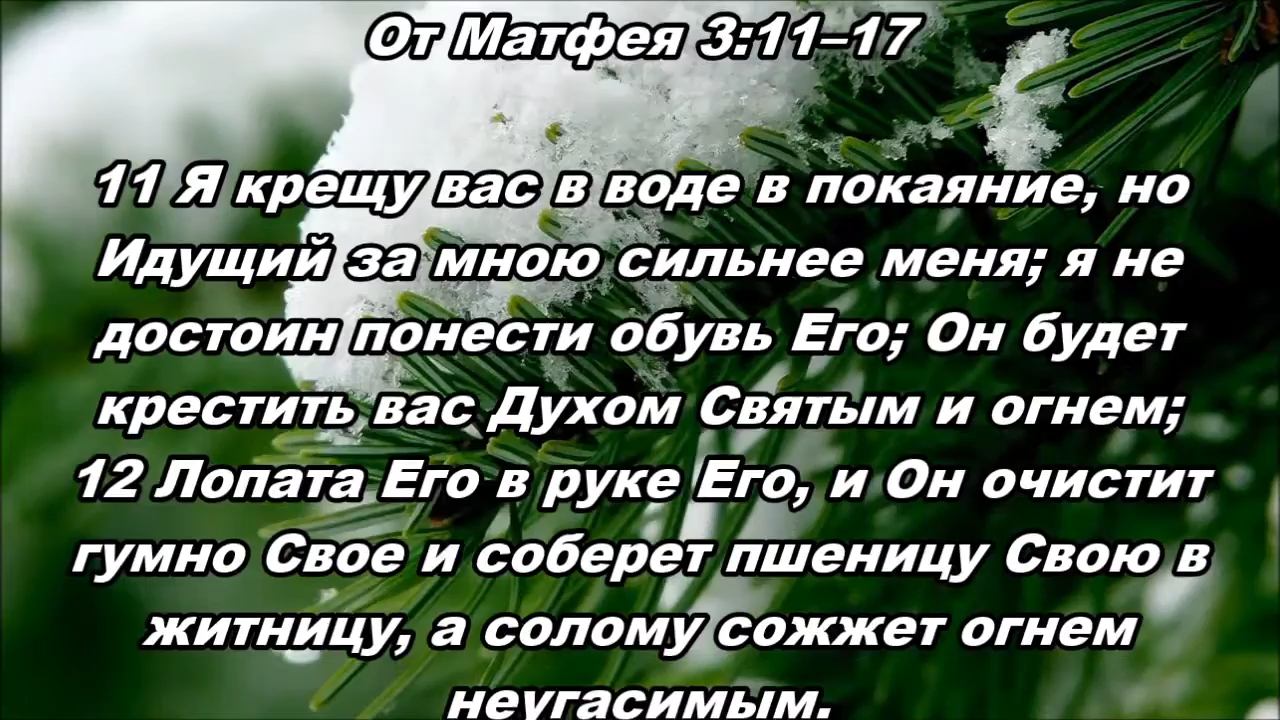 От Матфея 3:11–17
11 Я крещу вас в воде в покаяние, но
Идущий за мною сильнее меня; я не
достоин понести обувь Его; Он будет
крестить вас Духом Святым и огнем;
12 Лопата Его в руке Его, и Он очистит
гумно Свое и соберет пшеницу Свою в
житницу, а солому сожжет огнем
неугасимым.